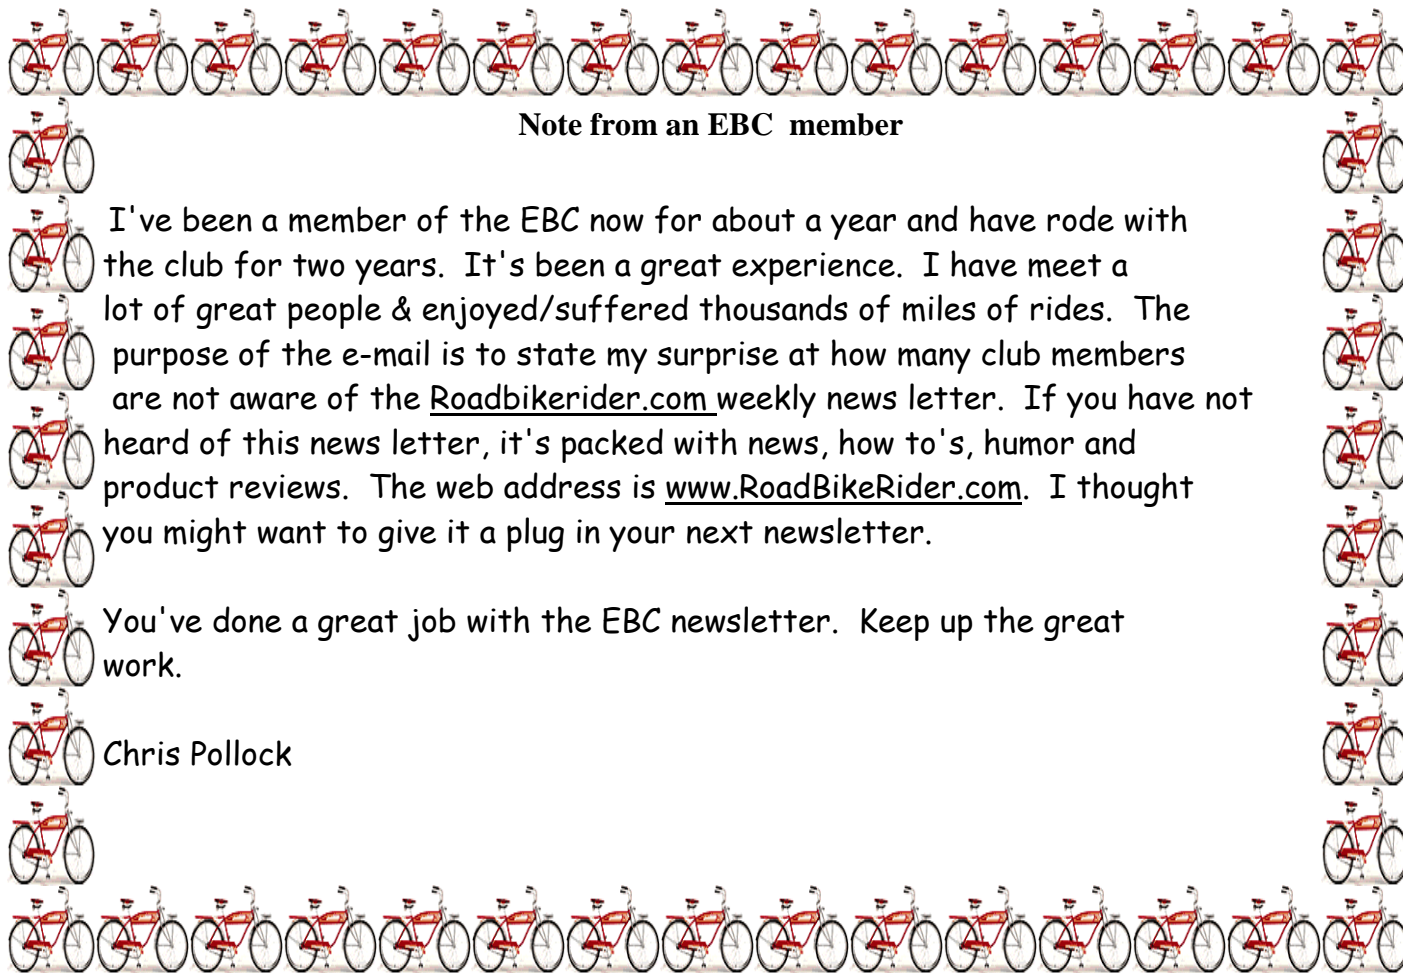 Note from an EBC  member
I've been a member of the EBC now for about a year and have rode with
the club for two years.  It's been a great experience.  I have meet a
lot of great people & enjoyed/suffered thousands of miles of rides.  The
purpose of the e-mail is to state my surprise at how many club members
are not aware of the Roadbikerider.com weekly news letter.  If you have not
heard of this news letter, it's packed with news, how to's, humor and
product reviews.  The web address is www.RoadBikeRider.com.  I thought
you might want to give it a plug in your next newsletter.
You've done a great job with the EBC newsletter.  Keep up the great
work.
Chris Pollock